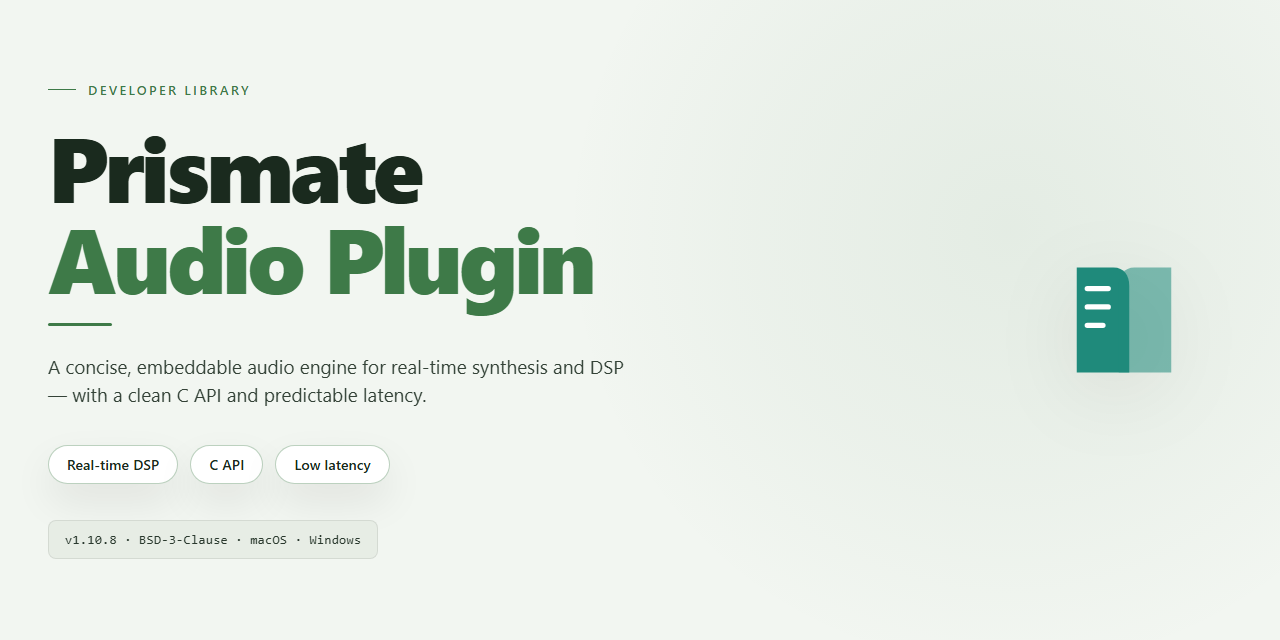 DEVELOPER LIBRARY
Prismate
Audio Plugin
A concise, embeddable audio engine for real-time synthesis and DSP
— with a clean C API and predictable latency.
Real-time DSP
C API
Low latency
v1.10.8 · BSD-3-Clause · macOS · Windows